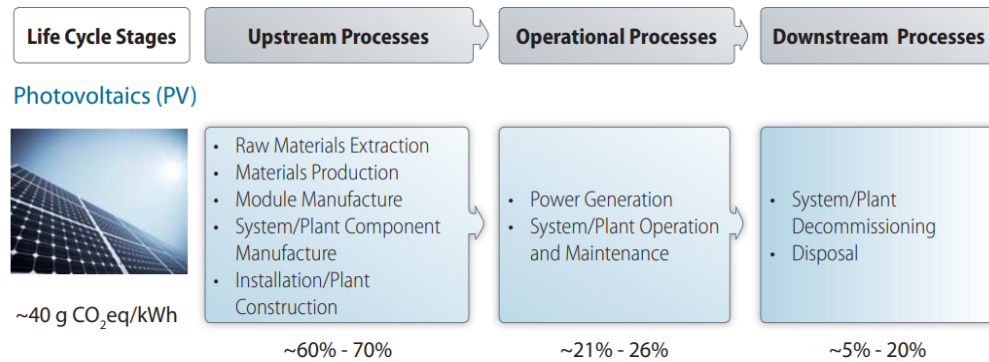 Life Cycle Stages
Upstream Processes
Operational Processes
Downstream Processes
Photovoltaics (PV)
~40 g CO₂eq/kWh
• Raw Materials Extraction
• Materials Production
• Module Manufacture
• System/Plant Component
Manufacture
• Installation/Plant
Construction
~60% - 70%
• Power Generation
• System/Plant Operation
and Maintenance
~21% - 26%
• System/Plant
Decommissioning
• Disposal
~5% - 20%